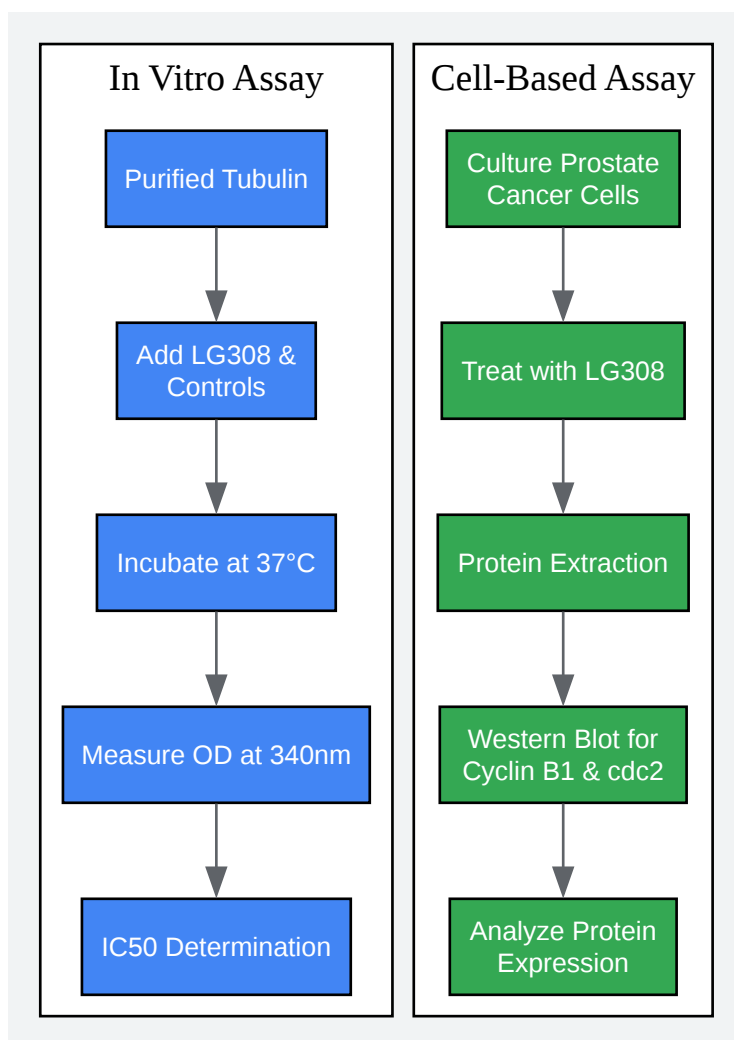 In Vitro Assay
Purified Tubulin
Add LG308 &
Controls
Incubate at 37°C
Measure OD at 340nm
IC50 Determination
Cell-Based Assay
Culture Prostate
Cancer Cells
Treat with LG308
Protein Extraction
Western Blot for
Cyclin B1 & cdc2
Analyze Protein
Expression